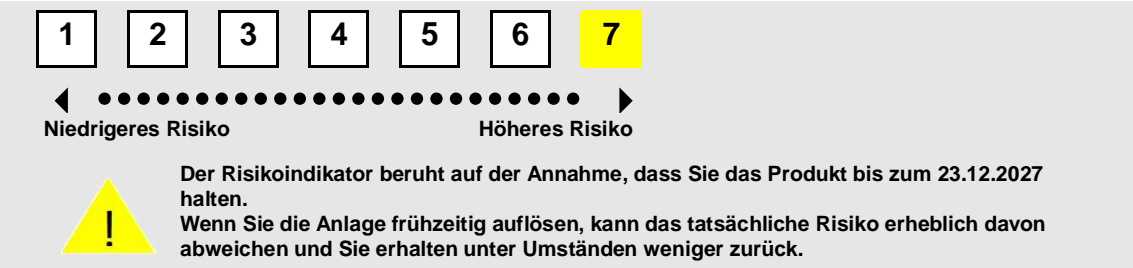 1 2 3 4 5 6 7
Niedrigeres Risiko Höheres Risiko
!
Der Risikoindikator beruht auf der Annahme, dass Sie das Produkt bis zum 23.12.2027
halten.
Wenn Sie die Anlage frühzeitig auflösen, kann das tatsächliche Risiko erheblich davon
abweichen und Sie erhalten unter Umständen weniger zurück.